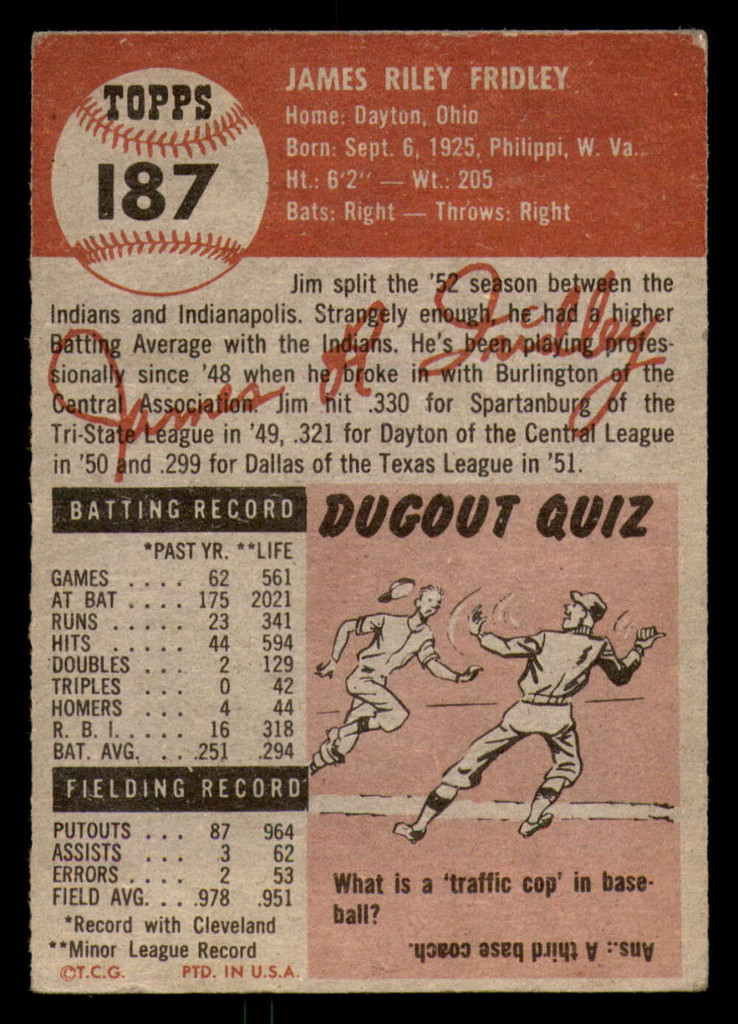 TOPPS
187
JAMES RILEY FRIDLEY
Home: Dayton, Ohio
Born: Sept. 6, 1925, Philippi, W. Va..
Ht.: 6'2" — Wt.: 205
Bats: Right — Throws: Right
Jim split the '52 season between the
Indians and Indianapolis. Strangely enough, he had a higher
Batting Average with the Indians. He's been playing profes-
sionally since '48 when he broke in with Burlington of the
Central Association. Jim hit .330 for Spartanburg of the
Tri-State League in '49, .321 for Dayton of the Central League
in '50 and .299 for Dallas of the Texas League in '51.
James R Fridley
BATTING RECORD
*PAST YR. **LIFE
GAMES .... 62 561
AT BAT .... 175 2021
RUNS ..... 23 341
HITS ..... 44 594
DOUBLES .. 2 129
TRIPLES ... 0 42
HOMERS ... 4 44
R. B. I..... 16 318
BAT. AVG. . .251 .294
FIELDING RECORD
PUTOUTS ... 87 964
ASSISTS ... 3 62
ERRORS .... 2 53
FIELD AVG. . .978 .951
*Record with Cleveland
**Minor League Record
©T.C.G. PTD. IN U.S.A.
DUGOUT QUIZ
What is a 'traffic cop' in base-
ball?
Ans.: A third base coach.